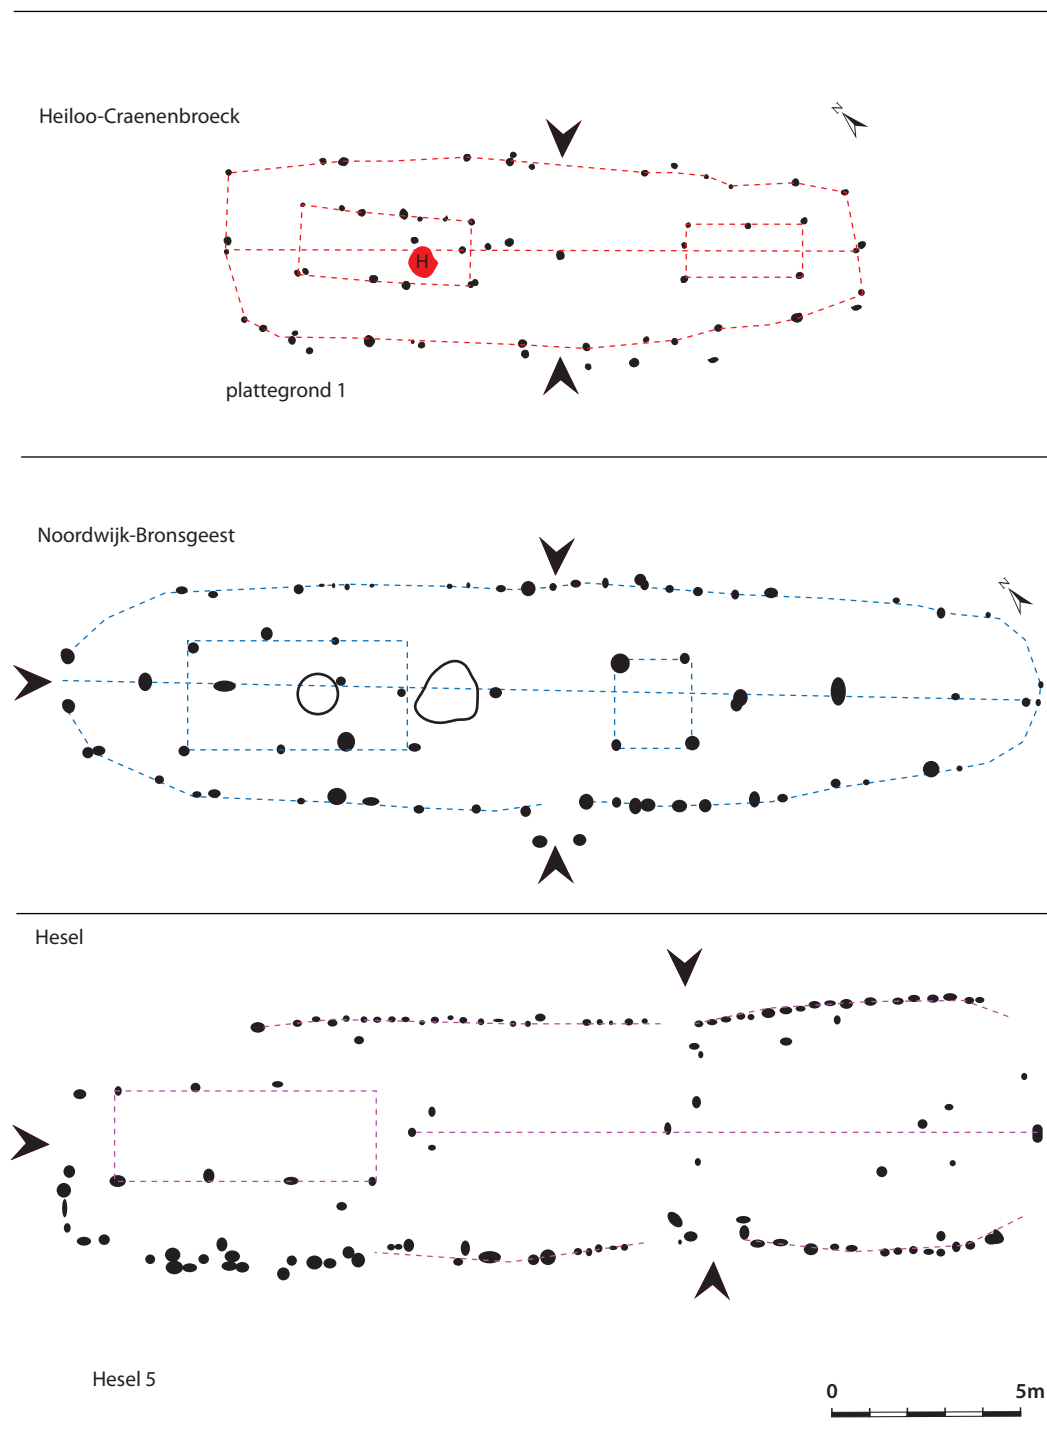 Heiloo-Craenenbroeck
N
H
plattegrond 1
Noordwijk-Bronsgeest
N
Hesel
Hesel 5
0 5m